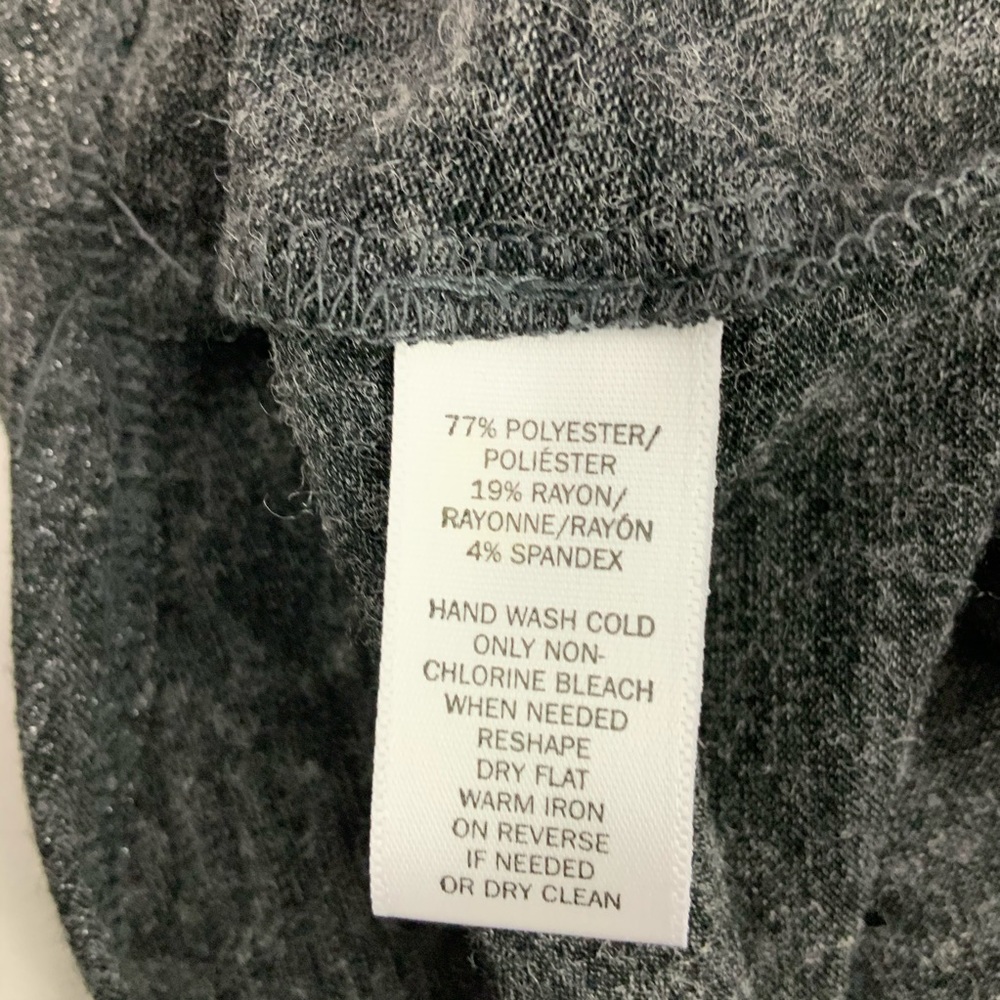 77% POLYESTER/
POLIÉSTER
19% RAYON/
RAYONNE/RAYÓN
4% SPANDEX
HAND WASH COLD
ONLY NON-
CHLORINE BLEACH
WHEN NEEDED
RESHAPE
DRY FLAT
WARM IRON
ON REVERSE
IF NEEDED
OR DRY CLEAN